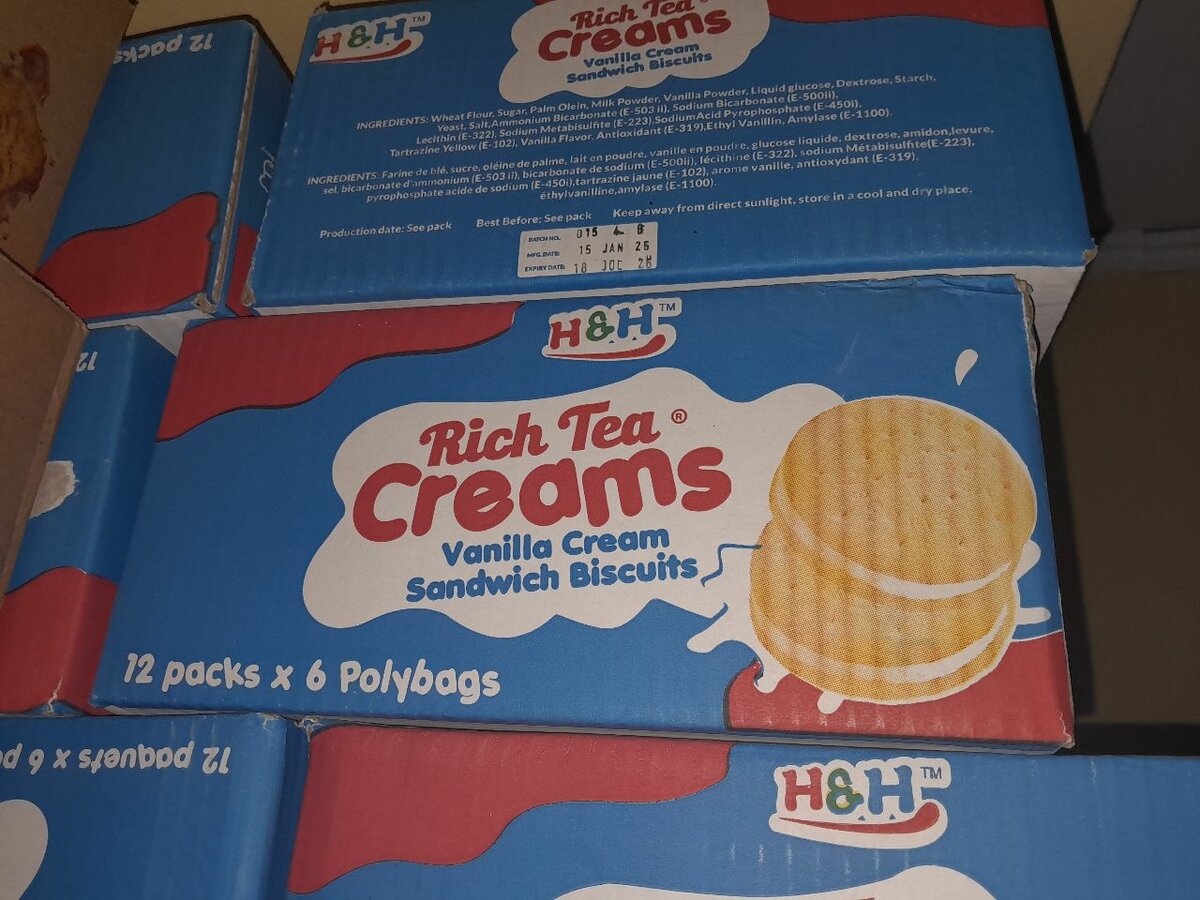 12 packs
H&H™
Rich Tea
Creams
Vanilla Cream
Sandwich Biscuits
INGREDIENTS: Wheat Flour, Sugar, Palm Olein, Milk Powder, Vanilla Powder, Liquid glucose, Dextrose, Starch,
Yeast, Salt,Ammonium Bicarbonate (E-503 ii), Sodium Bicarbonate (E-500ii),
Lecithin (E-322), Sodium Metabisulfite (E-223),SodiumAcid Pyrophosphate (E-450i),
Tartrazine Yellow (E-102), Vanilla Flavor, Antioxidant (E-319),Ethyl Vanillin, Amylase (E-1100).
INGREDIENTS: Farine de blé, sucre, oléine de palme, lait en poudre, vanille en poudre, glucose liquide, dextrose, amidon,levure,
sel, bicarbonate d'ammonium (E-503 ii), bicarbonate de sodium (E-500ii), lécithine (E-322), sodium Métabisulfite(E-223),
pyrophosphate acide de sodium (E-450i),tartrazine jaune (E-102), arome vanille, antioxydant (E-319),
éthylvanilline,amylase (E-1100).
Production date: See pack Best Before: See pack Keep away from direct sunlight, store in a cool and dry place.
BATCH NO. 015
MFG. DATE: 15 JAN
EXPIRY DATE: 18
H&H™
Rich Tea®
Creams
Vanilla Cream
Sandwich Biscuits
12 packs x 6 Polybags
12
12 paquets x 6
H&H™